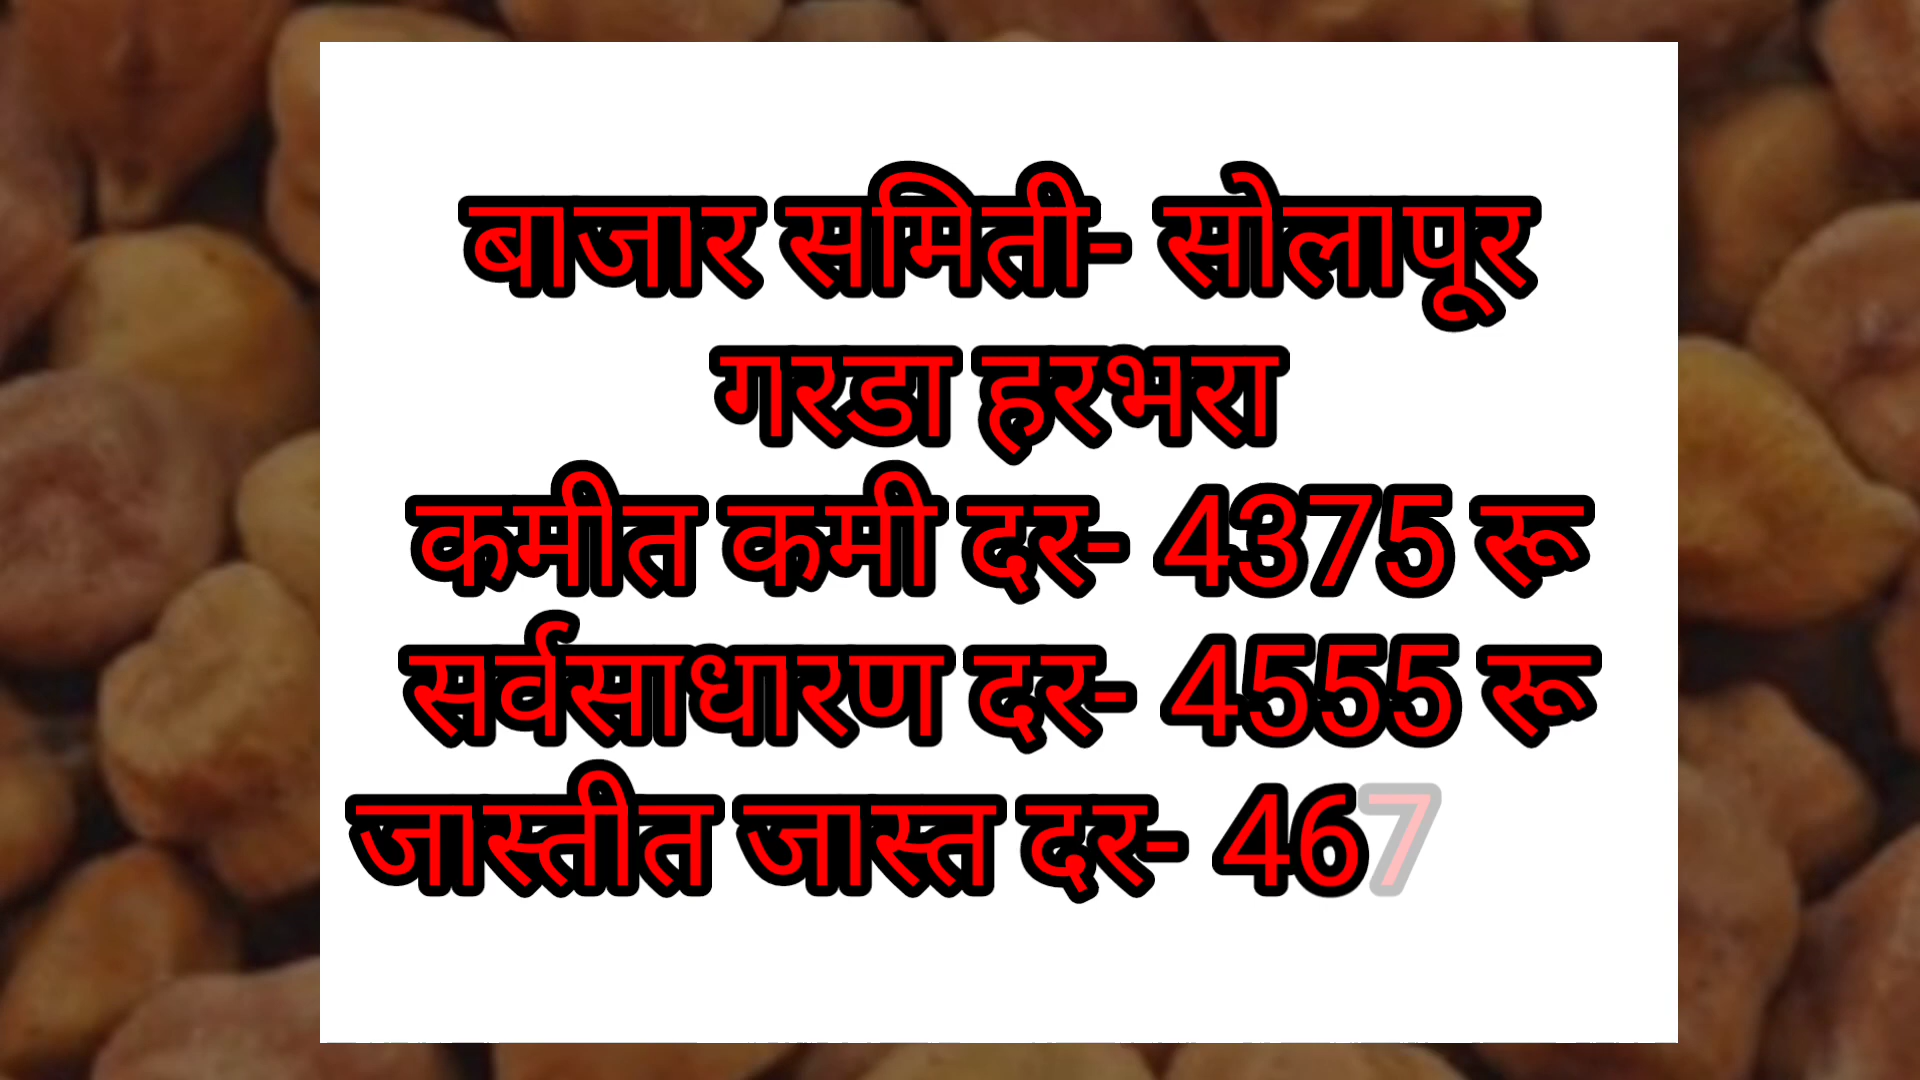 बाजार समिती- सोलापूर
गरडा हरभरा
कमीत कमी दर- 4375 रू
सर्वसाधारण दर- 4555 रू
जास्तीत जास्त दर- 467